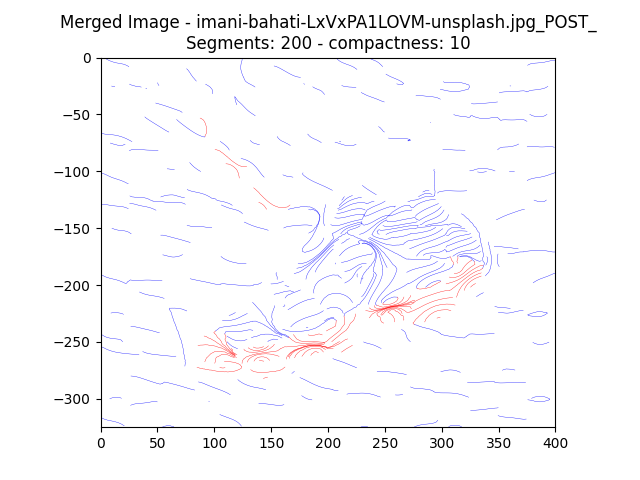 Merged Image - imani-bahati-LxVxPA1LOVM-unsplash.jpg_POST_
Segments: 200 - compactness: 10
0
−50
−100
−150
−200
−250
−300
0 50 100 150 200 250 300 350 400